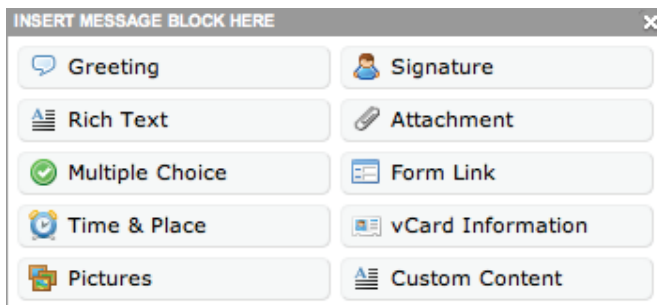 INSERT MESSAGE BLOCK HERE
Greeting
Signature
Rich Text
Attachment
Multiple Choice
Form Link
Time & Place
vCard Information
Pictures
Custom Content